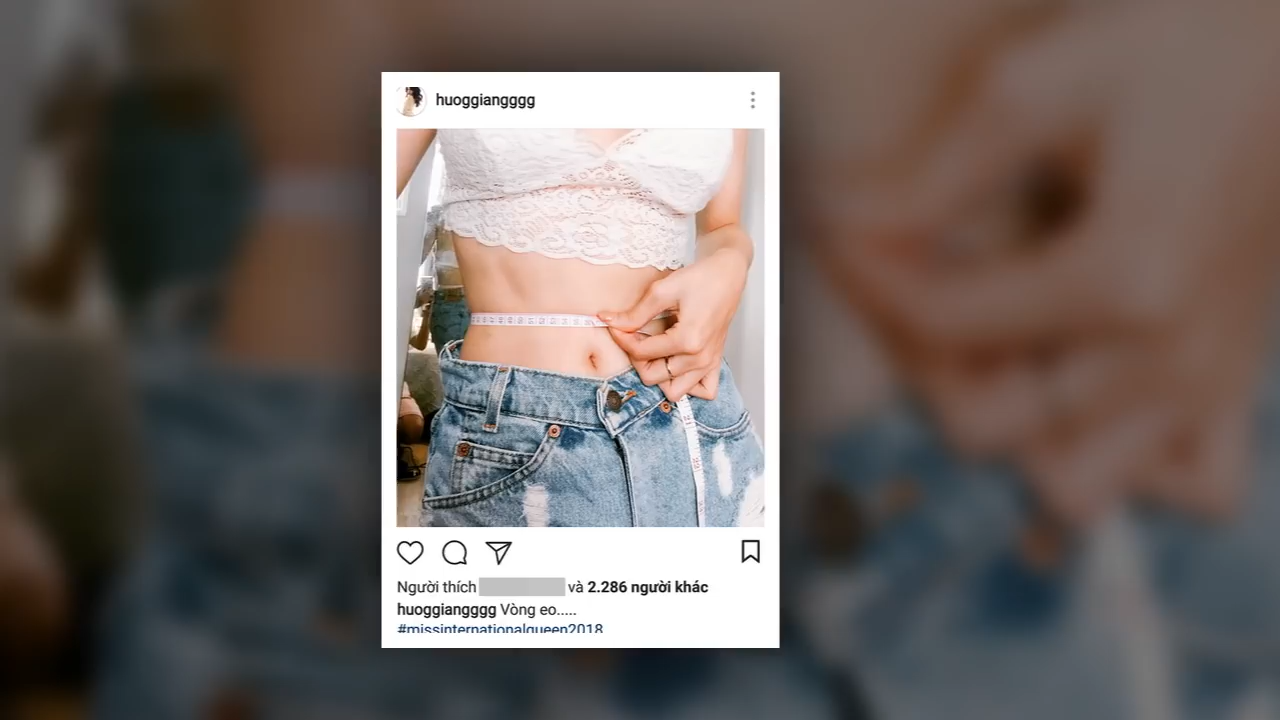 huoggiangggg
Người thích và 2.286 người khác
huoggiangggg Vòng eo.....
#missinternationalqueen2018